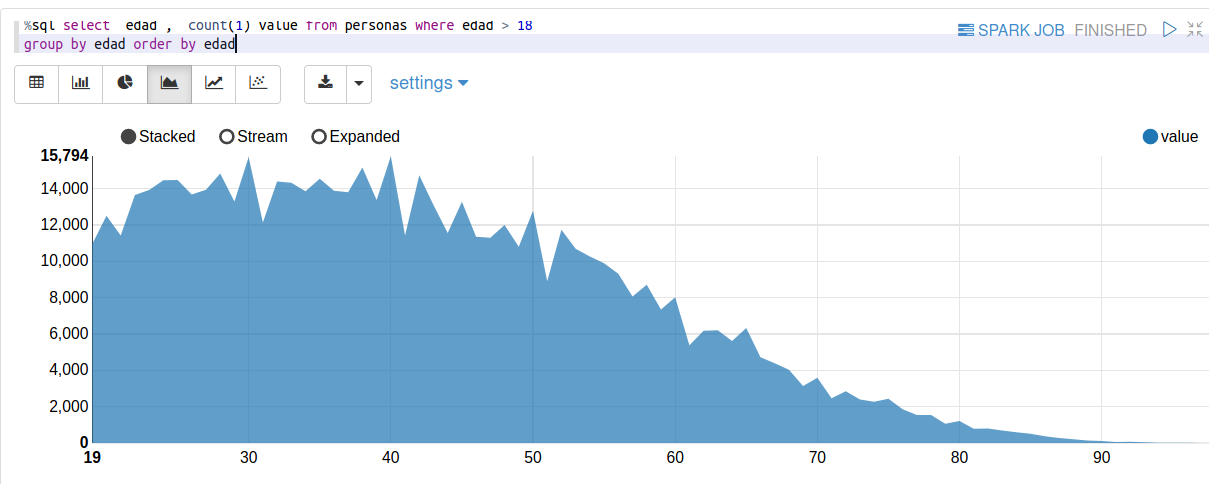 %sql select edad , count(1) value from personas where edad > 18
group by edad order by edad
SPARK JOB FINISHED
settings
Stacked Stream Expanded
value
15,794
14,000
12,000
10,000
8,000
6,000
4,000
2,000
0
19 30 40 50 60 70 80 90